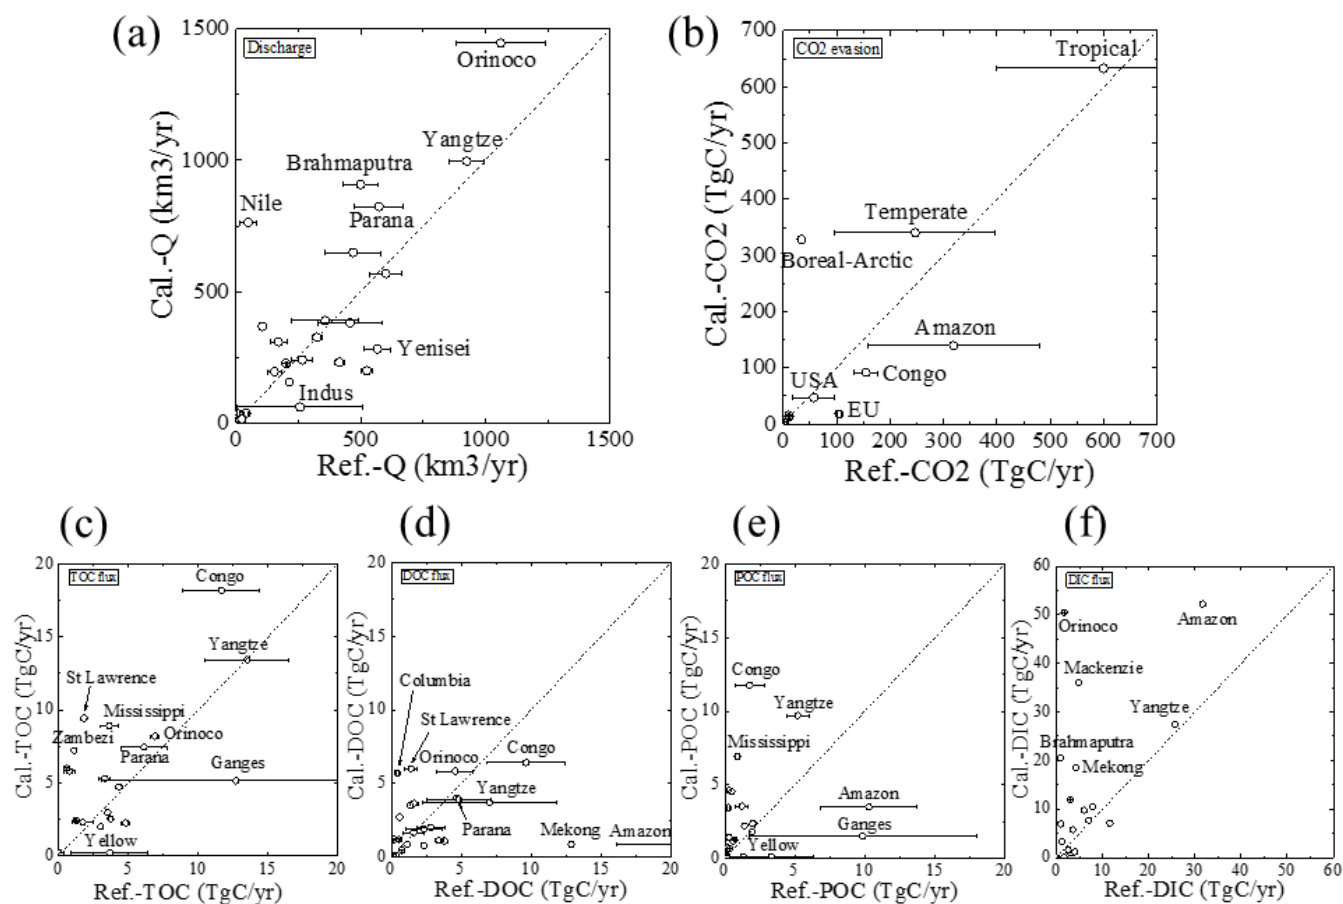 (a)
Discharge
Orinoco
Yangtze
Brahmaputra
Nile
Parana
Yenisei
Indus
1500
1000
500
0
0
500
1000
1500
Cal.-Q (km3/yr)
Ref.-Q (km3/yr)
(b)
CO2 evasion
Tropical
Temperate
Boreal-Arctic
Amazon
Congo
USA
EU
700
600
500
400
300
200
100
0
0
100
200
300
400
500
600
700
Cal.-CO2 (TgC/yr)
Ref.-CO2 (TgC/yr)
(c)
TOC flux
Congo
Yangtze
St Lawrence
Mississippi
Zambezi
Orinoco
Parana
Ganges
Yellow
20
15
10
5
0
0
5
10
15
20
Cal.-TOC (TgC/yr)
Ref.-TOC (TgC/yr)
(d)
DOC flux
Columbia
St Lawrence
Orinoco
Congo
Yangtze
Parana
Mekong
Amazon
20
15
10
5
0
0
5
10
15
20
Cal.-DOC (TgC/yr)
Ref.-DOC (TgC/yr)
(e)
POC flux
Congo
Yangtze
Mississippi
Amazon
Ganges
20
15
10
5
0
0
5
10
15
20
Cal.-POC (TgC/yr)
Ref.-POC (TgC/yr)
(f)
DIC flux
Orinoco
Amazon
Mackenzie
Yangtze
Brahmaputra
Mekong
60
50
40
30
20
10
0
0
10
20
30
40
50
60
Cal.-DIC (TgC/yr)
Ref.-DIC (TgC/yr)